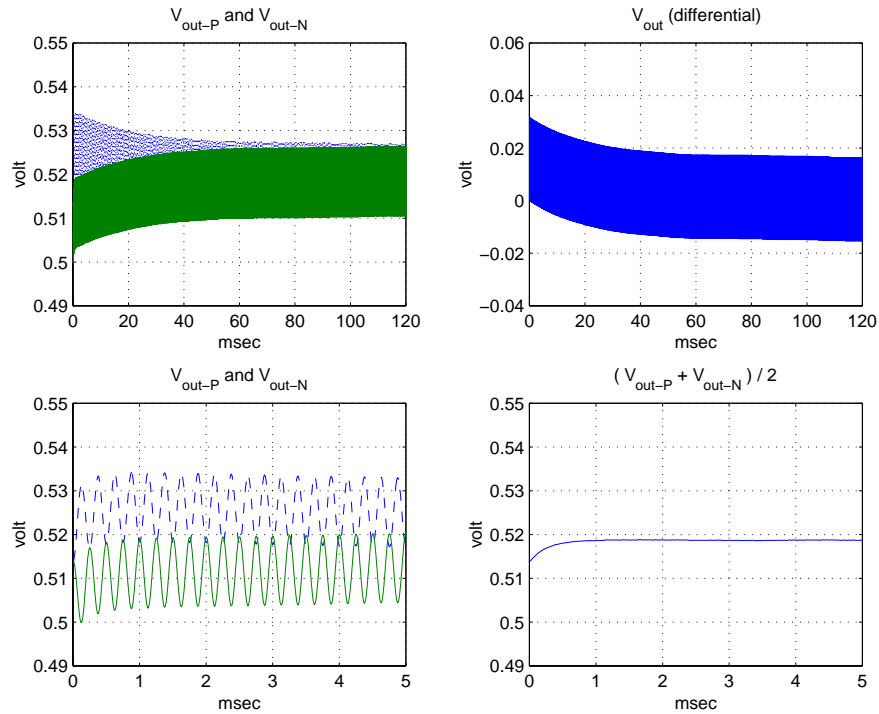 V_out−P and V_out−N
0.55
0.54
0.53
0.52
0.51
0.5
0.49
volt
0 20 40 60 80 100 120
msec
V_out (differential)
0.06
0.04
0.02
0
−0.02
−0.04
volt
0 20 40 60 80 100 120
msec
V_out−P and V_out−N
0.55
0.54
0.53
0.52
0.51
0.5
0.49
volt
0 1 2 3 4 5
msec
( V_out−P + V_out−N ) / 2
0.55
0.54
0.53
0.52
0.51
0.5
0.49
volt
0 1 2 3 4 5
msec